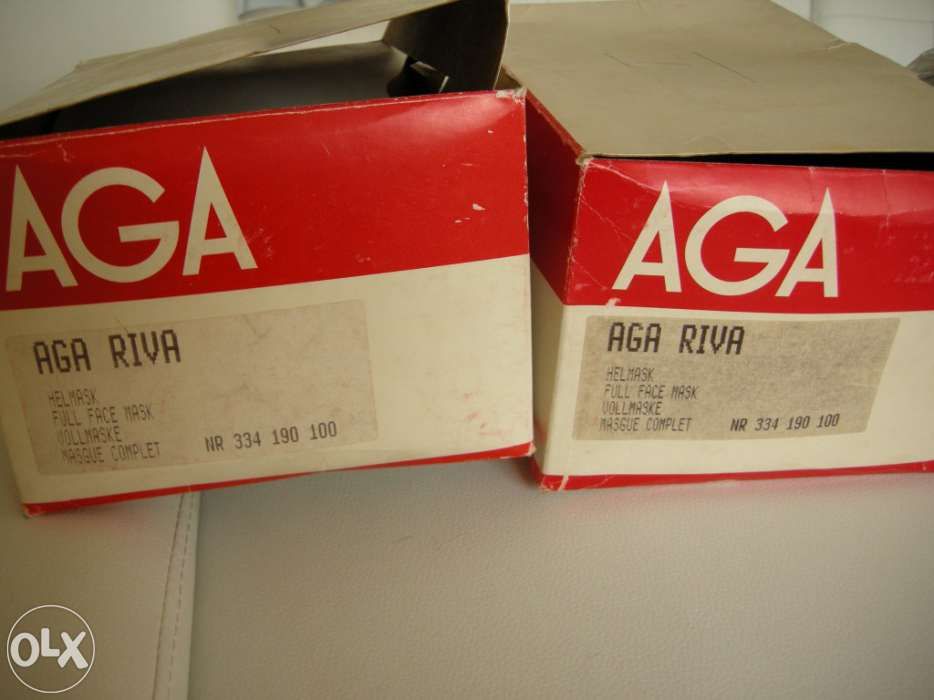 AGA
AGA RIVA
HELMASK
FULL FACE MASK
VOLLMASKE
MASQUE COMPLET NR 334 190 100
AGA
AGA RIVA
HELMASK
FULL FACE MASK
VOLLMASKE
MASQUE COMPLET NR 334 190 100
OLX